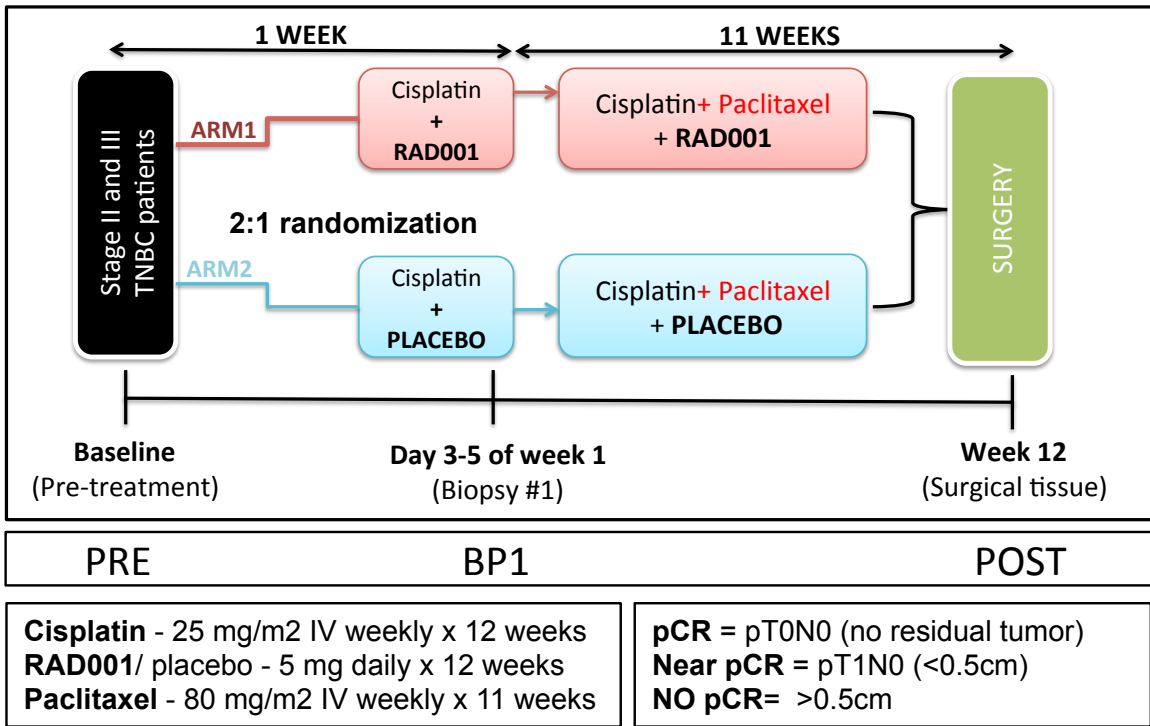 1 WEEK
11 WEEKS
Stage II and III
TNBC patients
ARM1
Cisplatin
+
RAD001
Cisplatin+ Paclitaxel
+ RAD001
2:1 randomization
ARM2
Cisplatin
+
PLACEBO
Cisplatin+ Paclitaxel
+ PLACEBO
SURGERY
Baseline
(Pre-treatment)
Day 3-5 of week 1
(Biopsy #1)
Week 12
(Surgical tissue)
PRE
BP1
POST
Cisplatin - 25 mg/m2 IV weekly x 12 weeks
RAD001/ placebo - 5 mg daily x 12 weeks
Paclitaxel - 80 mg/m2 IV weekly x 11 weeks
pCR = pT0N0 (no residual tumor)
Near pCR = pT1N0 (<0.5cm)
NO pCR= >0.5cm